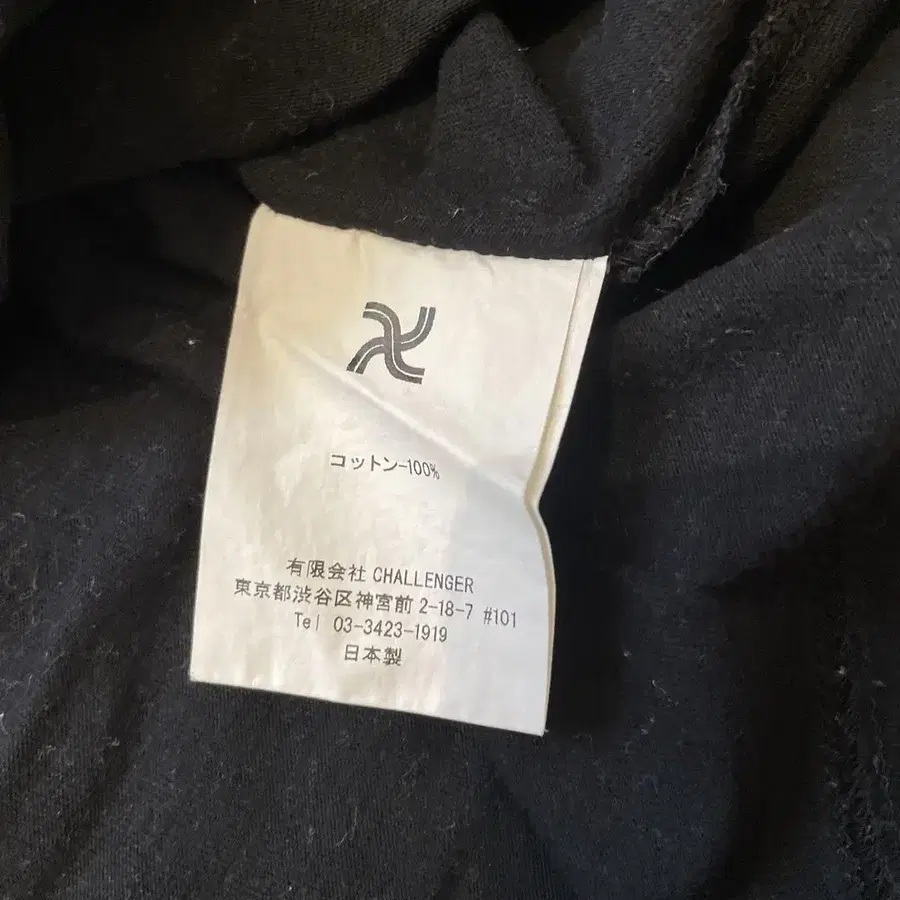 コットン-100%
有限会社 CHALLENGER
東京都渋谷区神宮前 2-18-7 #101
Tel 03-3423-1919
日本製